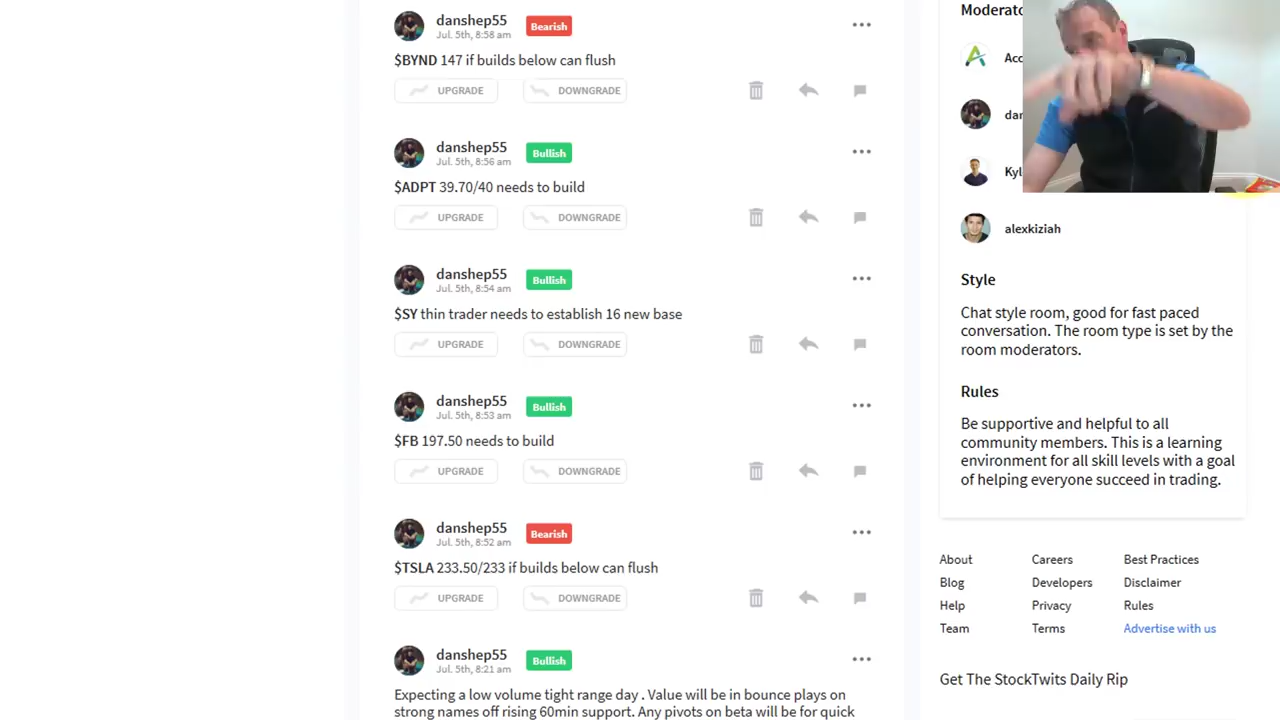 danshep55
Bearish
Jul. 5th, 8:58 am
$BYND 147 if builds below can flush
UPGRADE
DOWNGRADE
danshep55
Bullish
Jul. 5th, 8:56 am
$ADPT 39.70/40 needs to build
UPGRADE
DOWNGRADE
danshep55
Bullish
Jul. 5th, 8:54 am
$SY thin trader needs to establish 16 new base
UPGRADE
DOWNGRADE
danshep55
Bullish
Jul. 5th, 8:53 am
$FB 197.50 needs to build
UPGRADE
DOWNGRADE
danshep55
Bearish
Jul. 5th, 8:52 am
$TSLA 233.50/233 if builds below can flush
UPGRADE
DOWNGRADE
danshep55
Bullish
Jul. 5th, 8:21 am
Expecting a low volume tight range day . Value will be in bounce plays on
strong names off rising 60min support. Any pivots on beta will be for quick
Moderato
Acc
dan
Kyl
alexkiziah
Style
Chat style room, good for fast paced
conversation. The room type is set by the
room moderators.
Rules
Be supportive and helpful to all
community members. This is a learning
environment for all skill levels with a goal
of helping everyone succeed in trading.
About
Careers
Best Practices
Blog
Developers
Disclaimer
Help
Privacy
Rules
Team
Terms
Advertise with us
Get The StockTwits Daily Rip